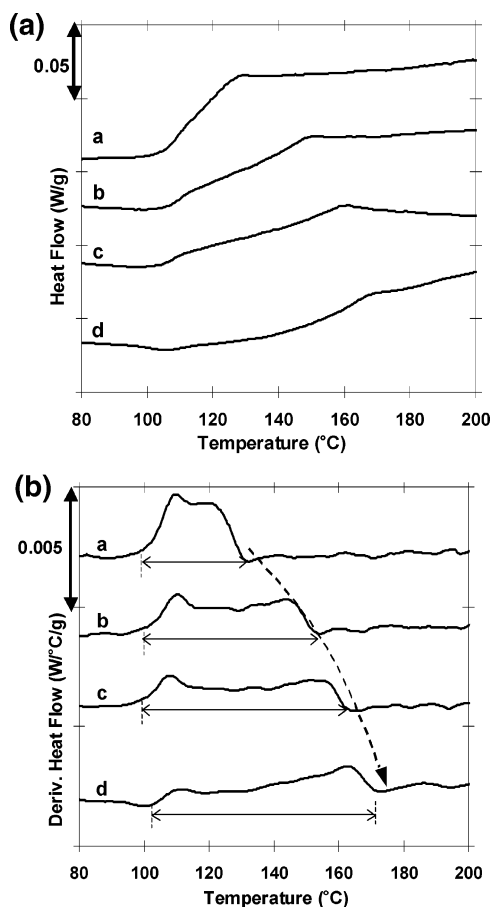 (a)
0.05
Heat Flow (W/g)
a
b
c
d
80 100 120 140 160 180 200
Temperature (°C)
(b)
0.005
Deriv. Heat Flow (W/°C/g)
a
b
c
d
80 100 120 140 160 180 200
Temperature (°C)